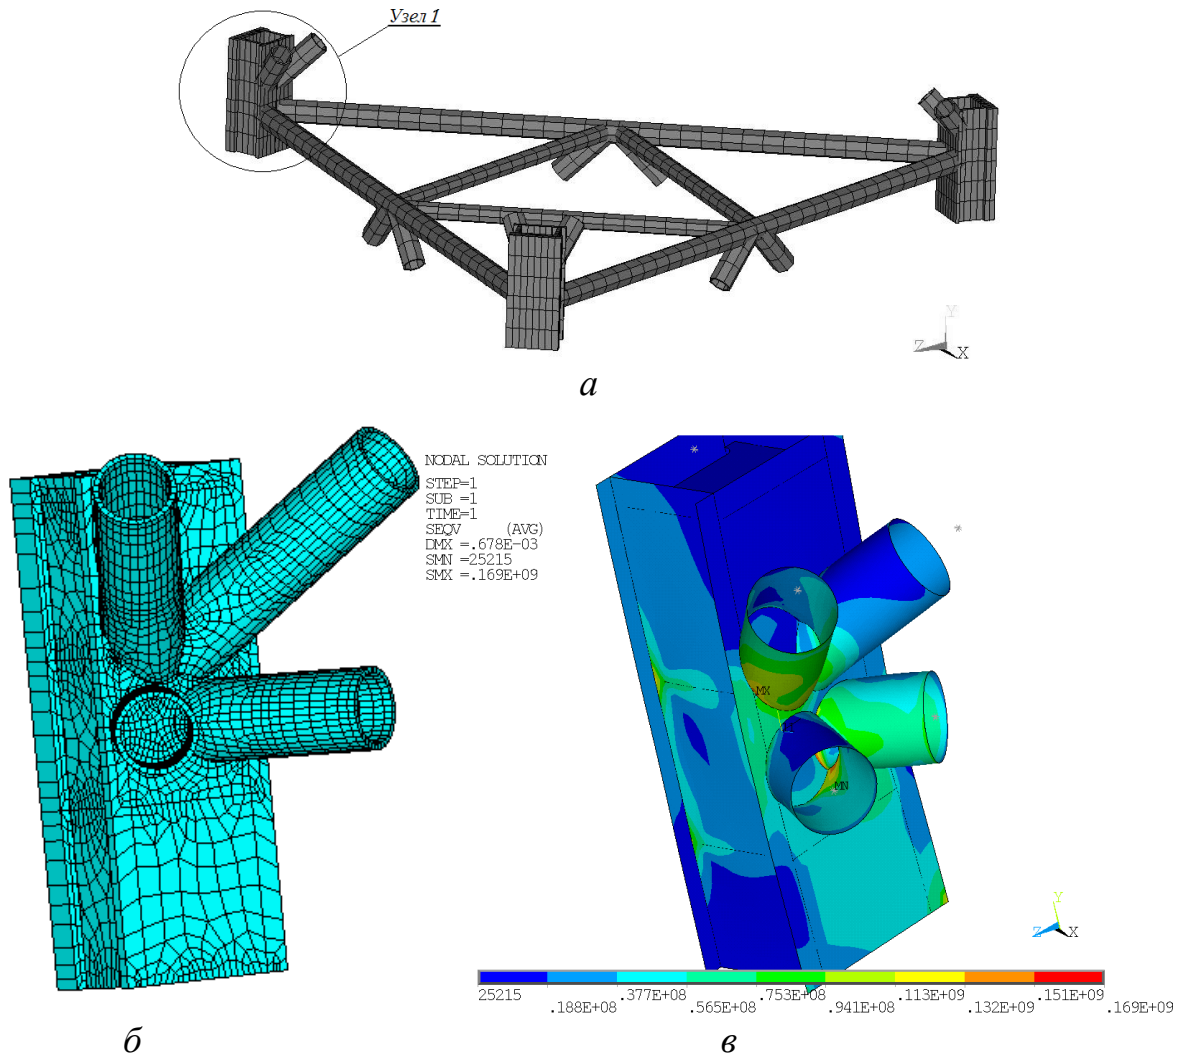 Узел 1
Y
Z
X
а
NODAL SOLUTION
STEP=1
SUB =1
TIME=1
SEQV (AVG)
DMX =.678E-03
SMN =25215
SMX =.169E+09
MX
MN
Y
Z
X
25215 .377E+08 .753E+08 .113E+09 .151E+09
.188E+08 .565E+08 .941E+08 .132E+09 .169E+09
б
в